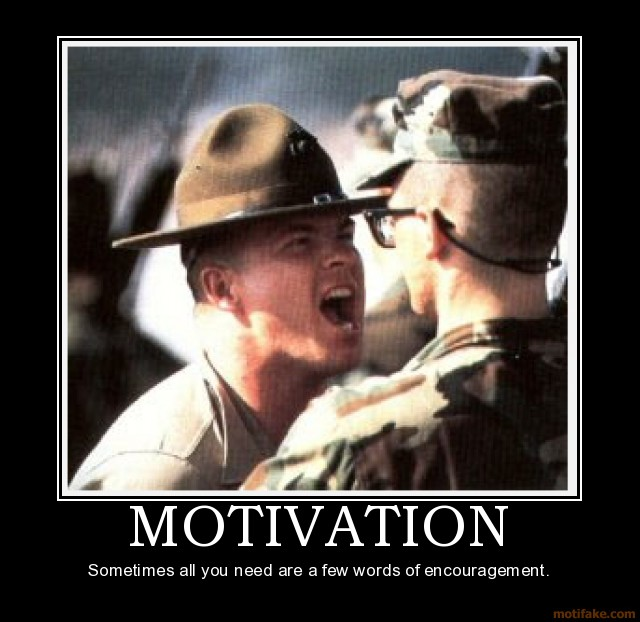 MOTIVATION
Sometimes all you need are a few words of encouragement.
motifake.com